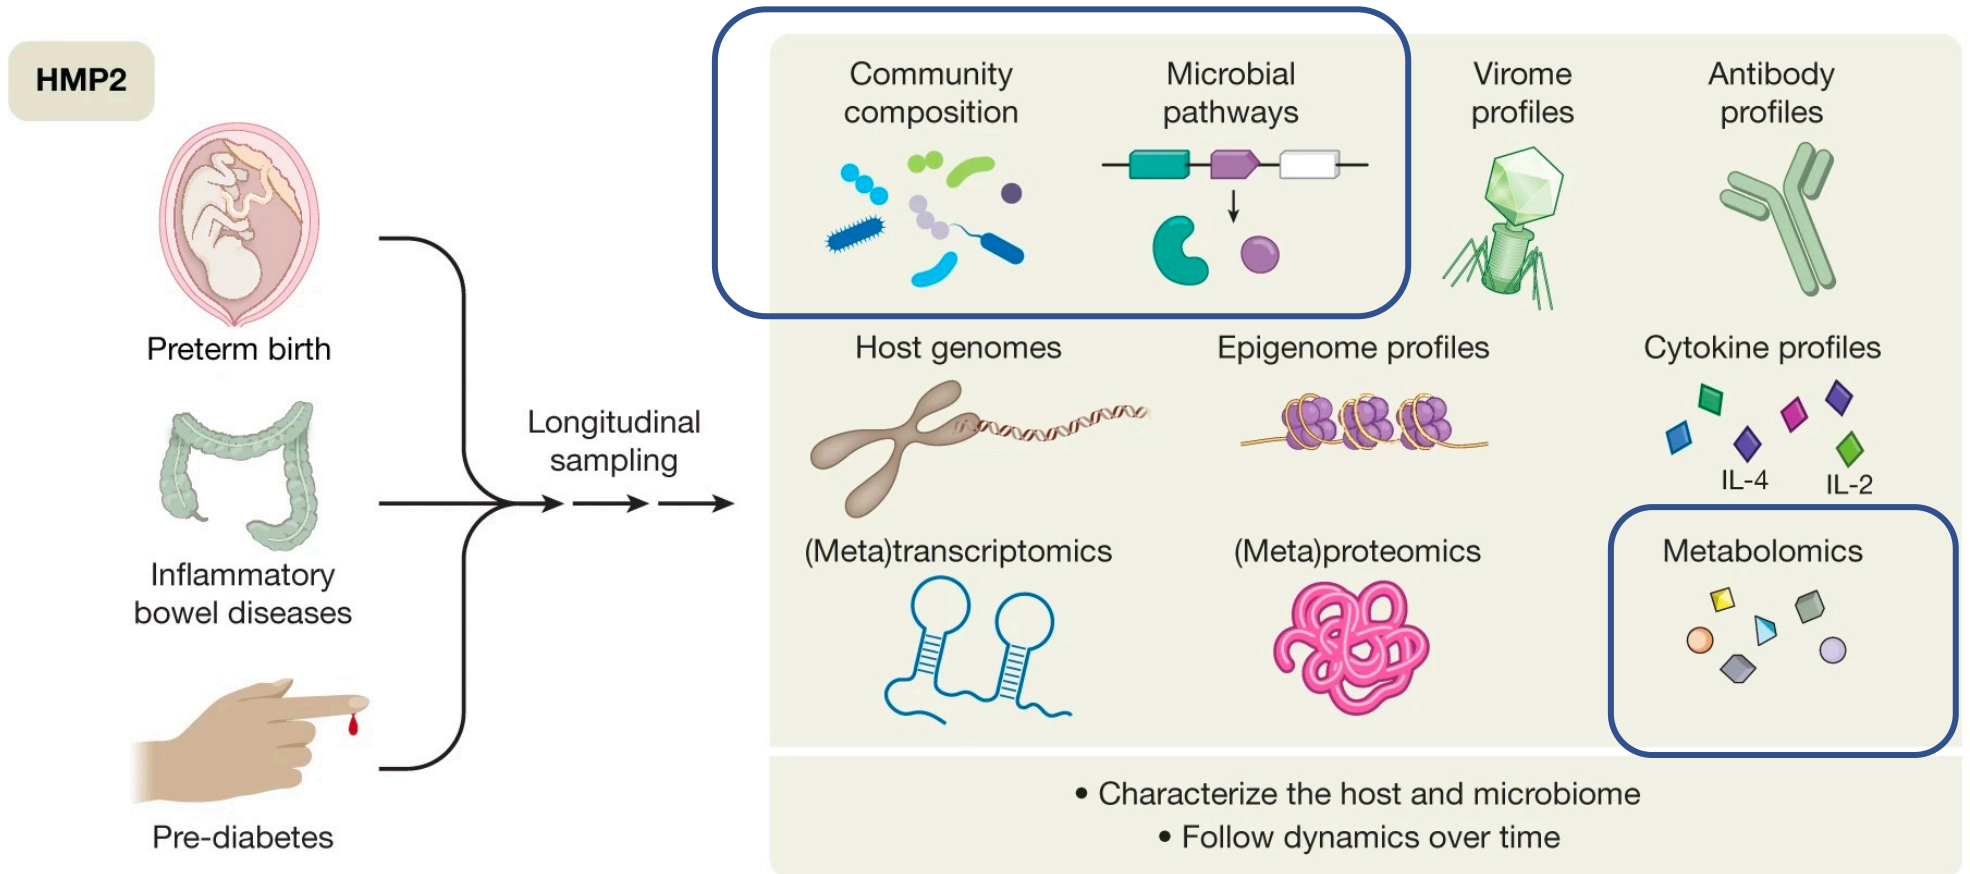 HMP2
Preterm birth
Inflammatory
bowel diseases
Pre-diabetes
Longitudinal
sampling
Community
composition
Microbial
pathways
Virome
profiles
Antibody
profiles
Host genomes
Epigenome profiles
Cytokine profiles
IL-4
IL-2
(Meta)transcriptomics
(Meta)proteomics
Metabolomics
• Characterize the host and microbiome
• Follow dynamics over time